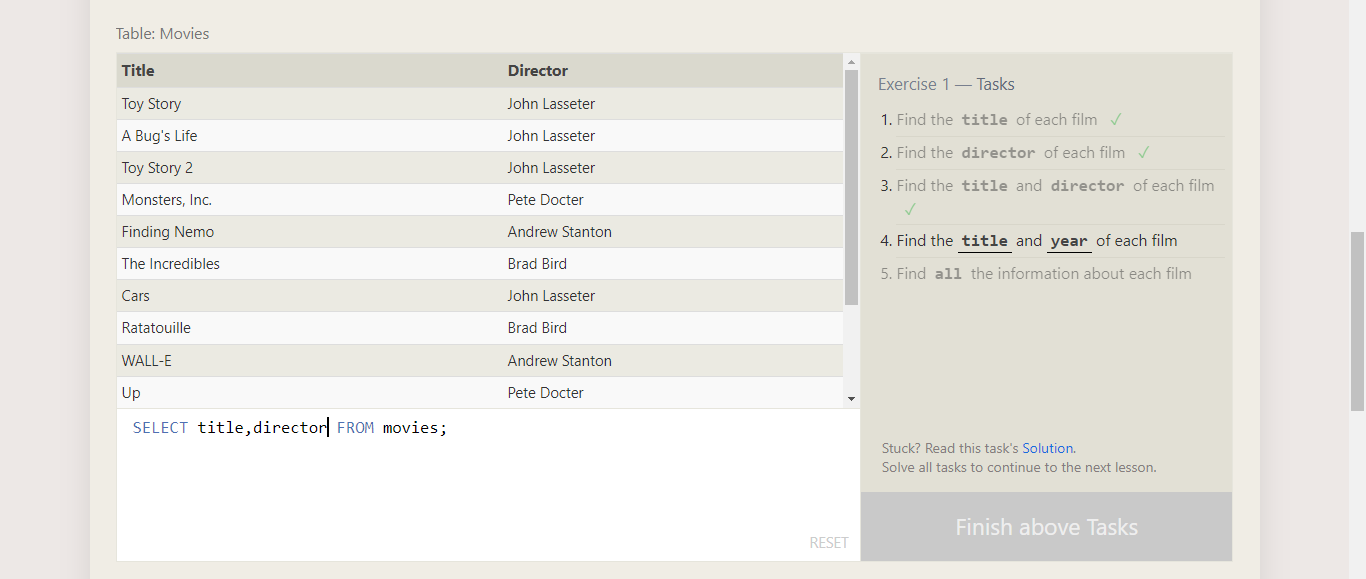 Table: Movies
Title Director
Toy Story John Lasseter
A Bug's Life John Lasseter
Toy Story 2 John Lasseter
Monsters, Inc. Pete Docter
Finding Nemo Andrew Stanton
The Incredibles Brad Bird
Cars John Lasseter
Ratatouille Brad Bird
WALL-E Andrew Stanton
Up Pete Docter
SELECT title,director FROM movies;
RESET
Exercise 1 — Tasks
1. Find the title of each film ✓
2. Find the director of each film ✓
3. Find the title and director of each film
✓
4. Find the title and year of each film
5. Find all the information about each film
Stuck? Read this task's Solution.
Solve all tasks to continue to the next lesson.
Finish above Tasks